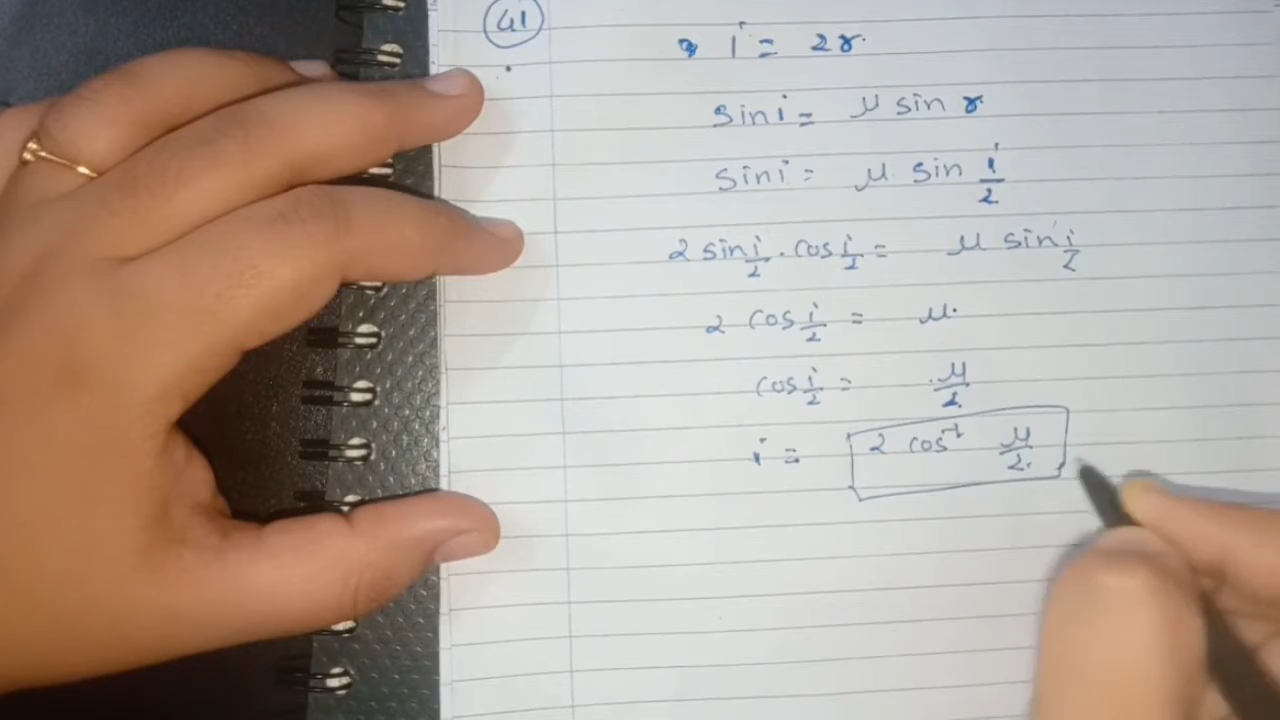 41
i = 2r.
sin i = μ sin r
sin i = μ sin i/2
2 sin i/2 . cos i/2 = μ sin i/2
2 cos i/2 = μ.
cos i/2 = μ/2.
i = 2 cos⁻¹ μ/2.